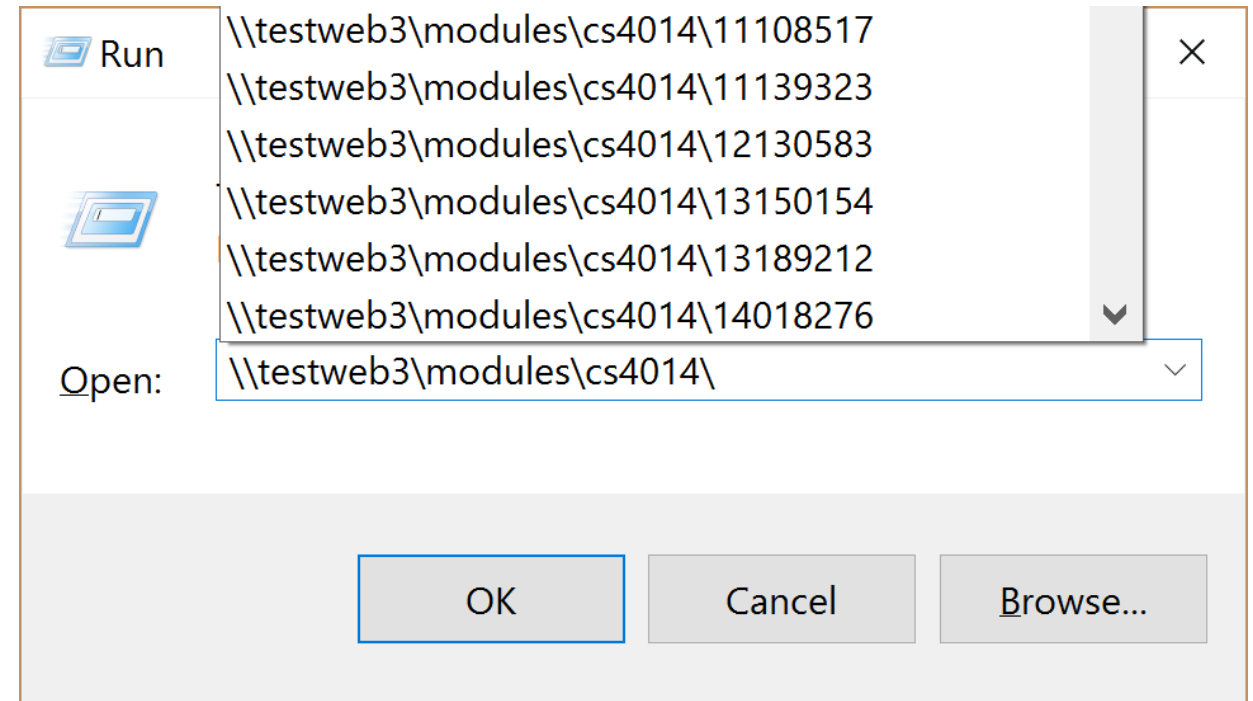 Run
\\testweb3\modules\cs4014\11108517
\\testweb3\modules\cs4014\11139323
\\testweb3\modules\cs4014\12130583
\\testweb3\modules\cs4014\13150154
\\testweb3\modules\cs4014\13189212
\\testweb3\modules\cs4014\14018276
Open: \\testweb3\modules\cs4014\
OK Cancel Browse...